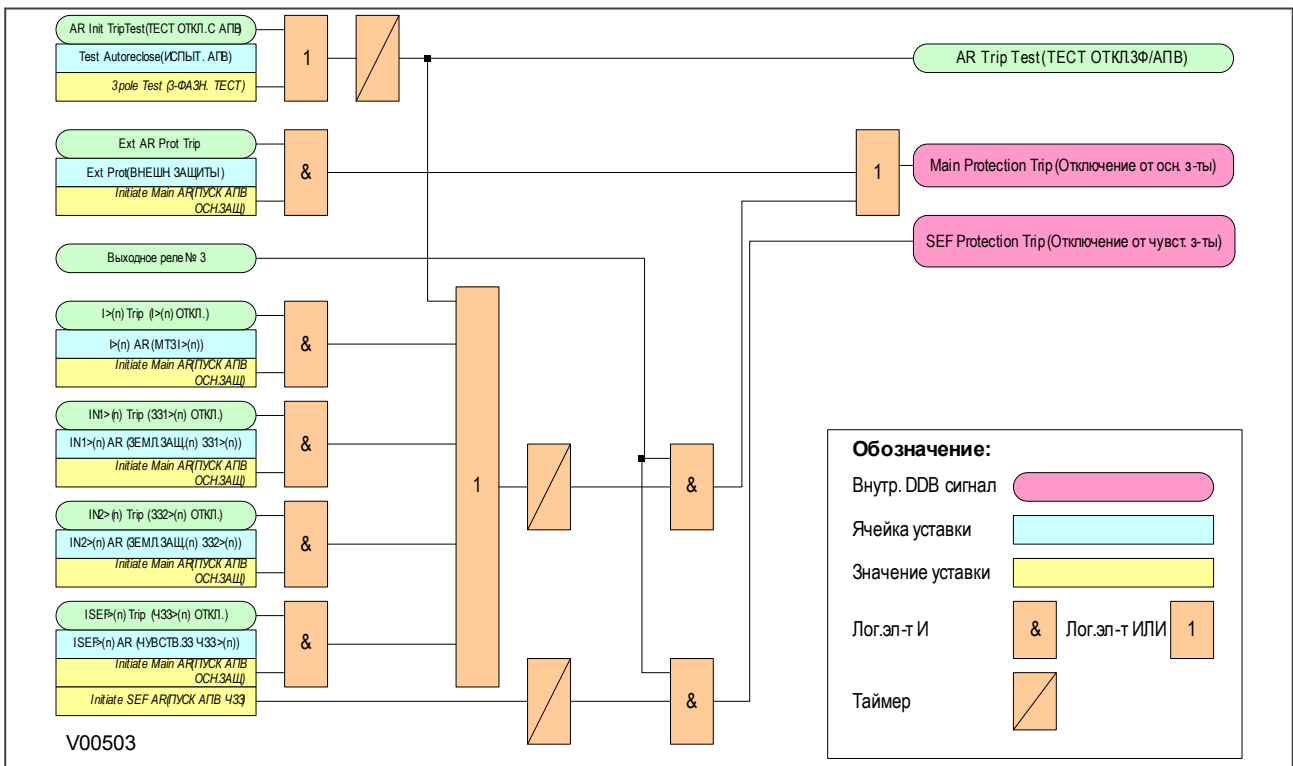 AR Init TripTest(ТЕСТ ОТКЛ.С АПВ)
Test Autoreclose(ИСПЫТ. АПВ)
3pole Test (3-ФАЗН. ТЕСТ)
1
AR Trip Test(ТЕСТ ОТКЛ.3Ф/АПВ)
Ext AR Prot Trip
Ext Prot(ВНЕШН.ЗАЩИТЫ)
Initiate Main AR(ПУСК АПВ
ОСН.ЗАЩ)
&
1
Main Protection Trip (Отключение от осн. з-ты)
SEF Protection Trip (Отключение от чувст. з-ты)
Выходное реле № 3
I>(n) Trip (I>(n) ОТКЛ.)
I>(n) AR (МТЗ I>(n))
Initiate Main AR(ПУСК АПВ
ОСН.ЗАЩ)
&
IN1>(n) Trip (ЗЗ1>(n) ОТКЛ.)
IN1>(n) AR (ЗЕМЛ.ЗАЩ.(n) ЗЗ1>(n))
Initiate Main AR(ПУСК АПВ
ОСН.ЗАЩ)
&
IN2>(n) Trip (ЗЗ2>(n) ОТКЛ.)
IN2>(n) AR (ЗЕМЛ.ЗАЩ.(n) ЗЗ2>(n))
Initiate Main AR(ПУСК АПВ
ОСН.ЗАЩ)
&
ISEF>(n) Trip (ЧЗЗ>(n) ОТКЛ.)
ISEF>(n) AR (ЧУВСТВ.ЗЗ ЧЗЗ>(n))
Initiate Main AR(ПУСК АПВ
ОСН.ЗАЩ)
Initiate SEF AR(ПУСК АПВ ЧЗЗ)
&
1
&
&
V00503
Обозначение:
Внутр. DDB сигнал
Ячейка уставки
Значение уставки
Лог.эл-т И & Лог.эл-т ИЛИ 1
Таймер